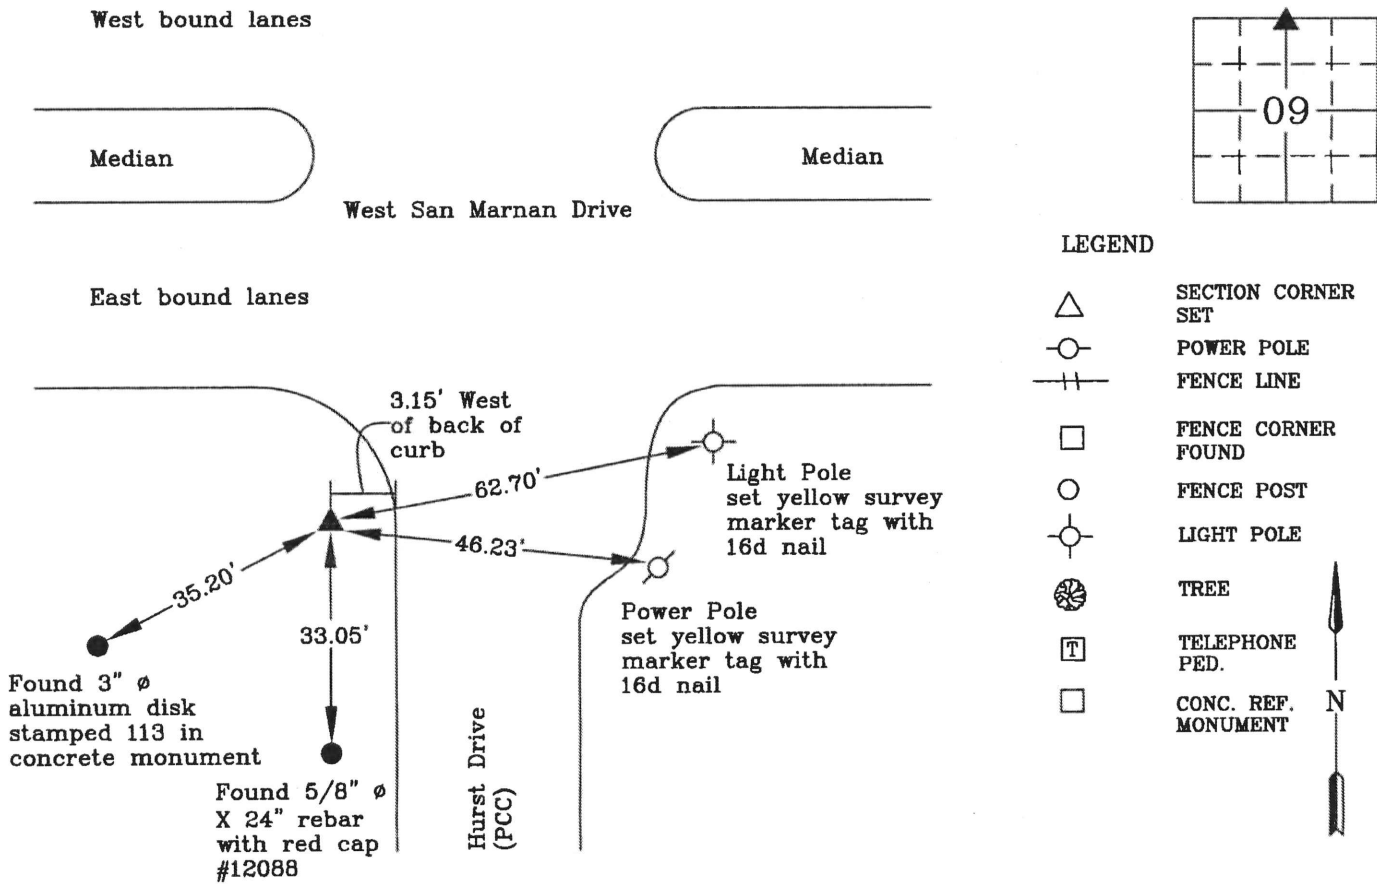 West bound lanes
Median
Median
West San Marnan Drive
East bound lanes
3.15' West
of back of
curb
62.70'
46.23'
35.20'
33.05'
Light Pole
set yellow survey
marker tag with
16d nail
Power Pole
set yellow survey
marker tag with
16d nail
Found 3" ø
aluminum disk
stamped 113 in
concrete monument
Found 5/8" ø
X 24" rebar
with red cap
#12088
Hurst Drive
(PCC)
09
LEGEND
SECTION CORNER
SET
POWER POLE
FENCE LINE
FENCE CORNER
FOUND
FENCE POST
LIGHT POLE
TREE
T
TELEPHONE
PED.
CONC. REF.
MONUMENT
N